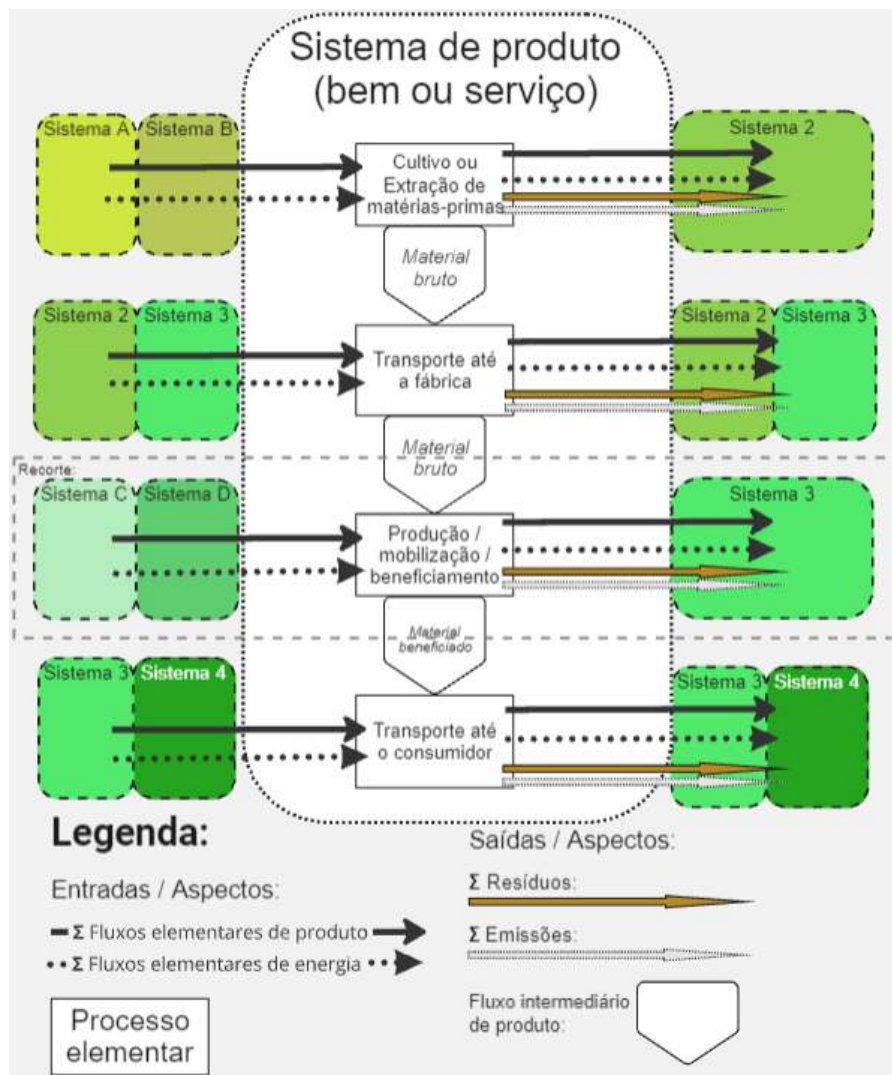 Sistema de produto
(bem ou serviço)
Sistema A
Sistema B
Cultivo ou
Extração de
matérias-primas
Sistema 2
Material
bruto
Sistema 2
Sistema 3
Transporte até
a fábrica
Sistema 2
Sistema 3
Material
bruto
Recorte:
Sistema C
Sistema D
Produção /
mobilização /
beneficiamento
Sistema 3
Material
beneficiado
Sistema 3
Sistema 4
Transporte até
o consumidor
Sistema 3
Sistema 4
Legenda:
Entradas / Aspectos:
Σ Fluxos elementares de produto
Σ Fluxos elementares de energia
Processo
elementar
Saídas / Aspectos:
Σ Resíduos:
Σ Emissões:
Fluxo intermediário
de produto: